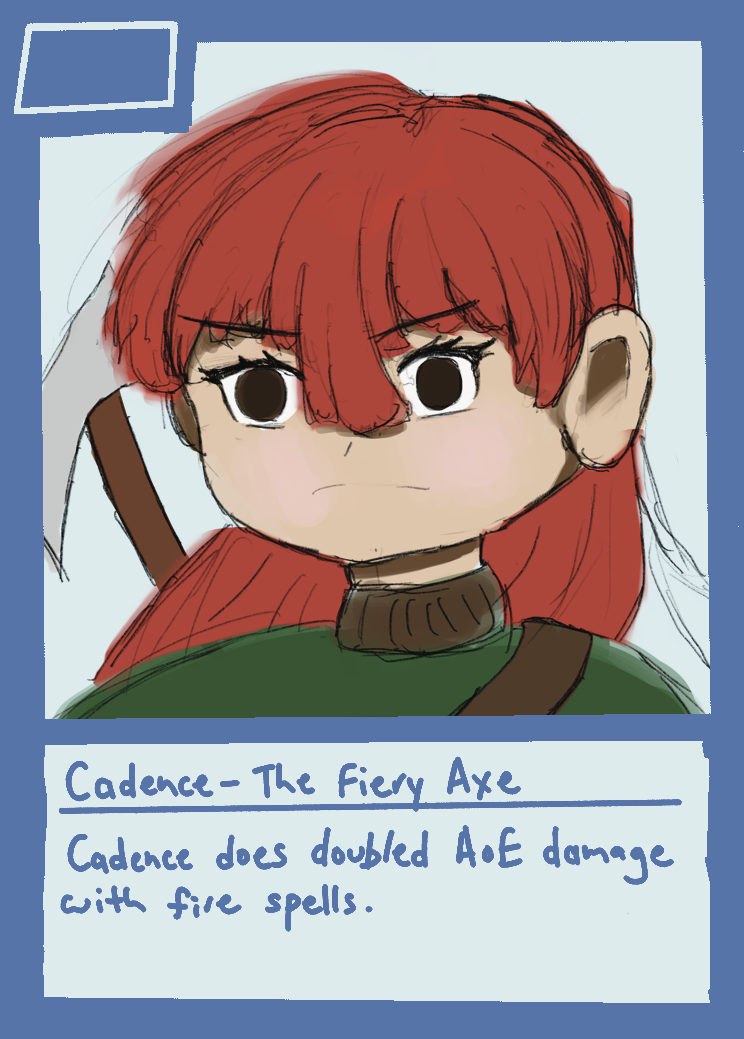 Cadence - The Fiery Axe
Cadence does doubled AoE damage
with fire spells.